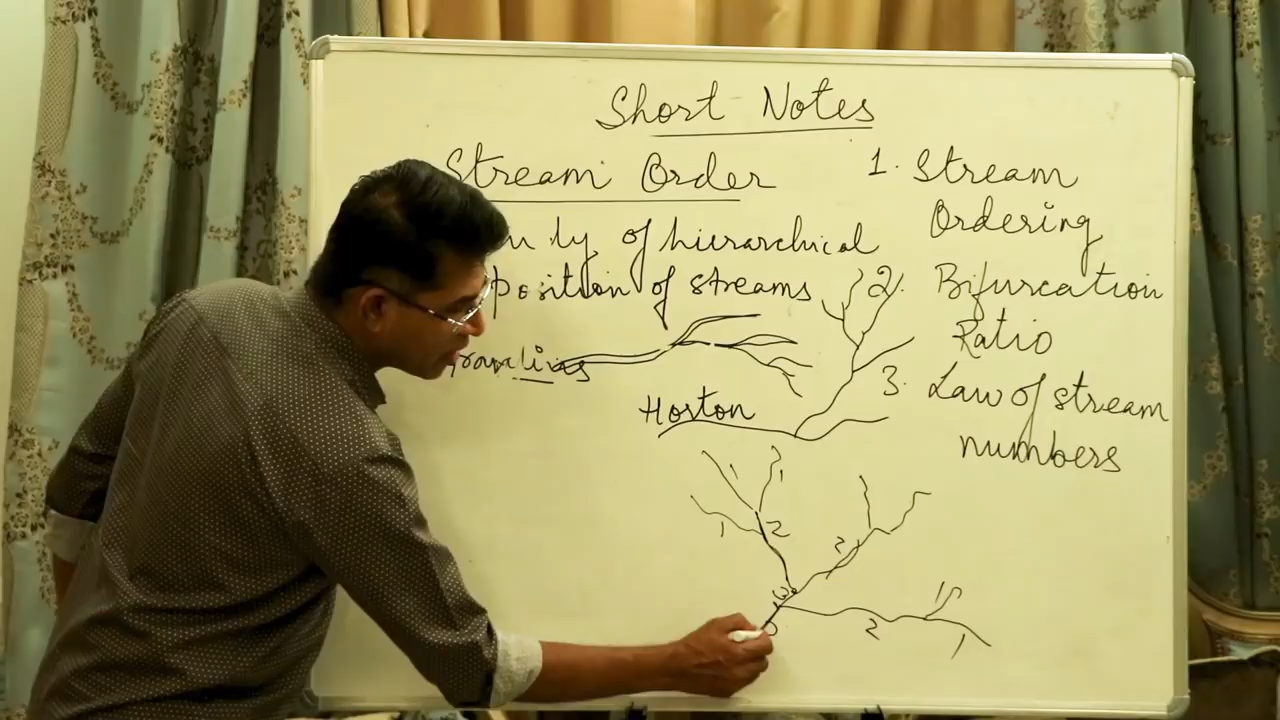 Short Notes
Stream Order
of hierarchical
position of streams
Horton
1. Stream
Ordering
2. Bifurcation
Ratio
3. Law of stream
numbers
1 1
1 2
2
3
2
1
1